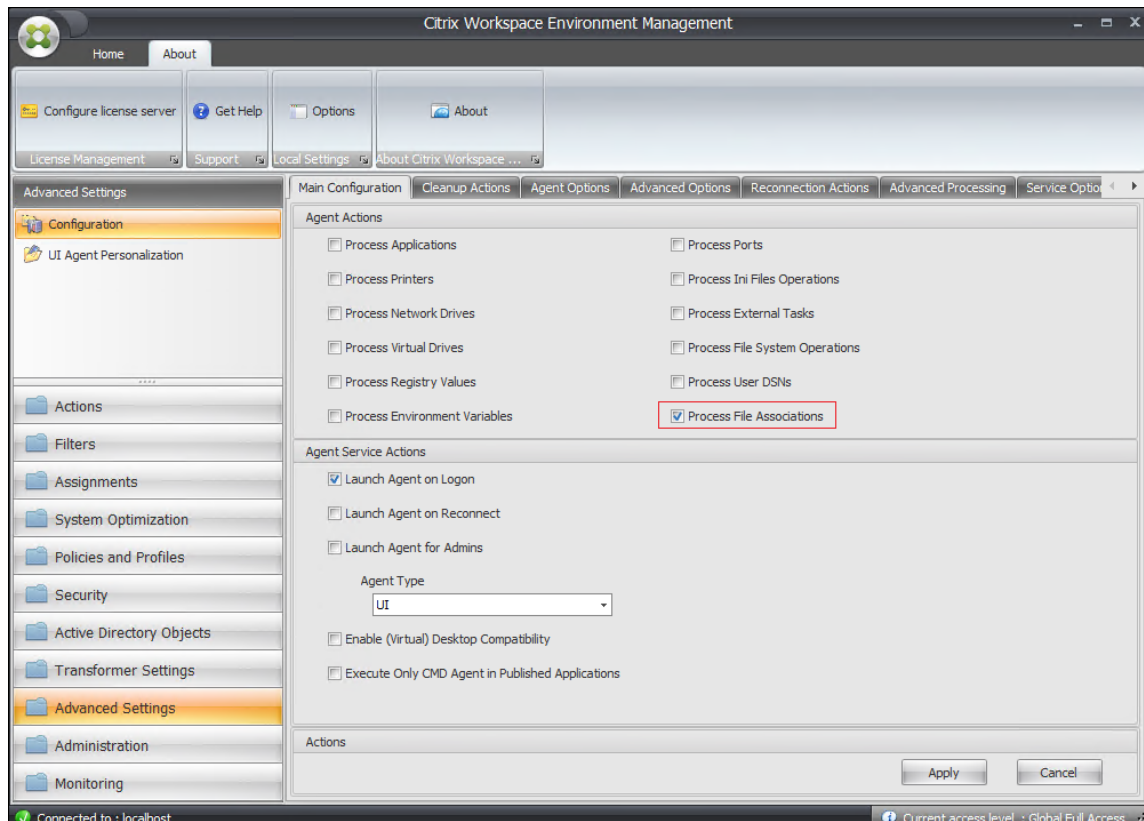 Citrix Workspace Environment Management
Home About
Configure license server Get Help Options About
License Management Support Local Settings About Citrix Workspace ...
Advanced Settings
Configuration
UI Agent Personalization
Actions
Filters
Assignments
System Optimization
Policies and Profiles
Security
Active Directory Objects
Transformer Settings
Advanced Settings
Administration
Monitoring
Main Configuration Cleanup Actions Agent Options Advanced Options Reconnection Actions Advanced Processing Service Optio
Agent Actions
Process Applications Process Ports
Process Printers Process Ini Files Operations
Process Network Drives Process External Tasks
Process Virtual Drives Process File System Operations
Process Registry Values Process User DSNs
Process Environment Variables Process File Associations
Agent Service Actions
Launch Agent on Logon
Launch Agent on Reconnect
Launch Agent for Admins
Agent Type
UI
Enable (Virtual) Desktop Compatibility
Execute Only CMD Agent in Published Applications
Actions
Apply Cancel
Connected to : localhost Current access level : Global Full Access